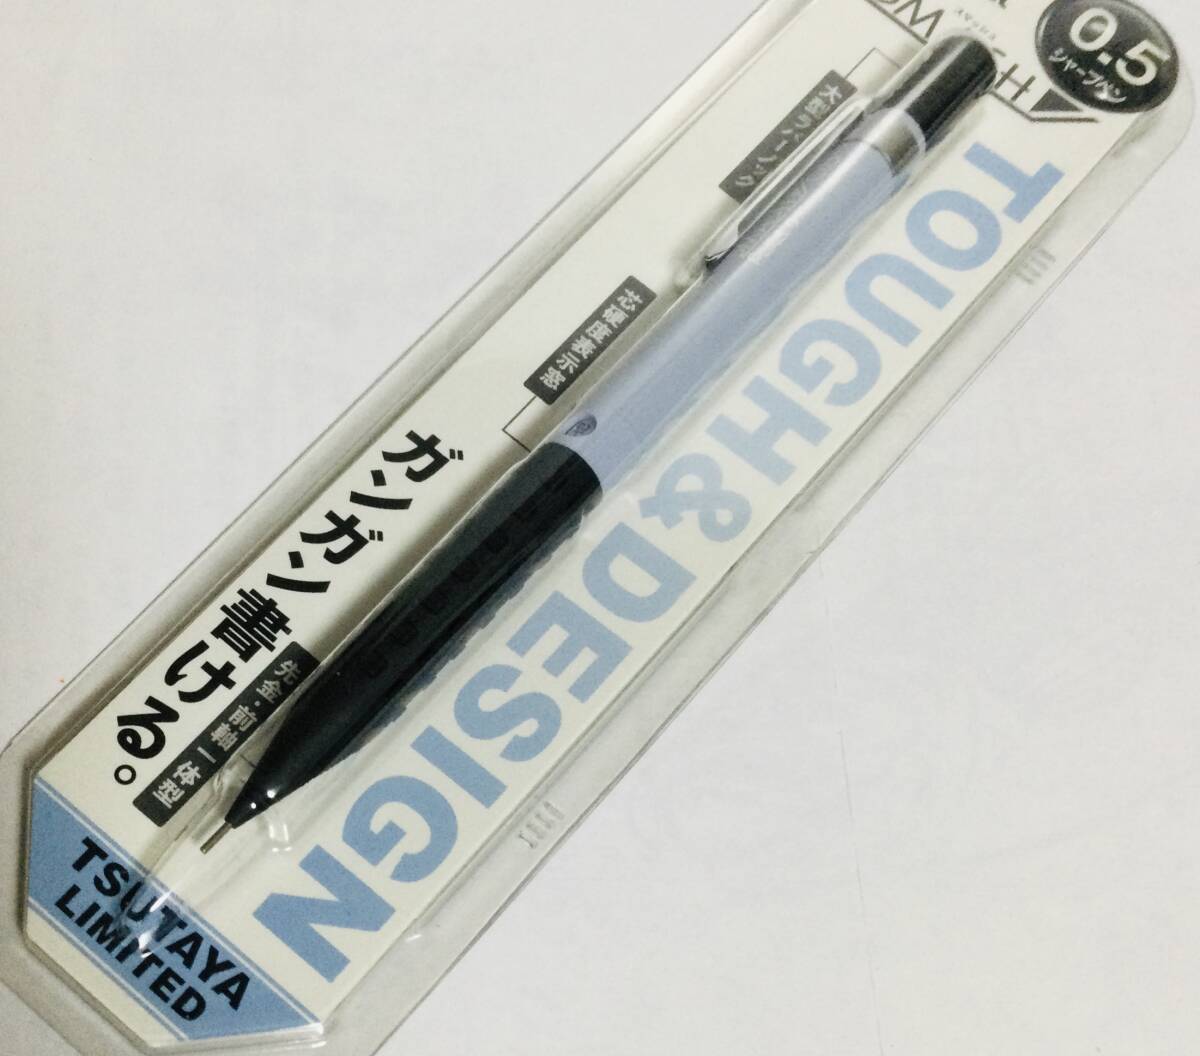 0.5
シャープペン
TOUGH&DESIGN
大型ラバーノック
芯硬度表示窓
ガンガン書ける。
先金・前軸一体型
TSUTAYA
LIMITED